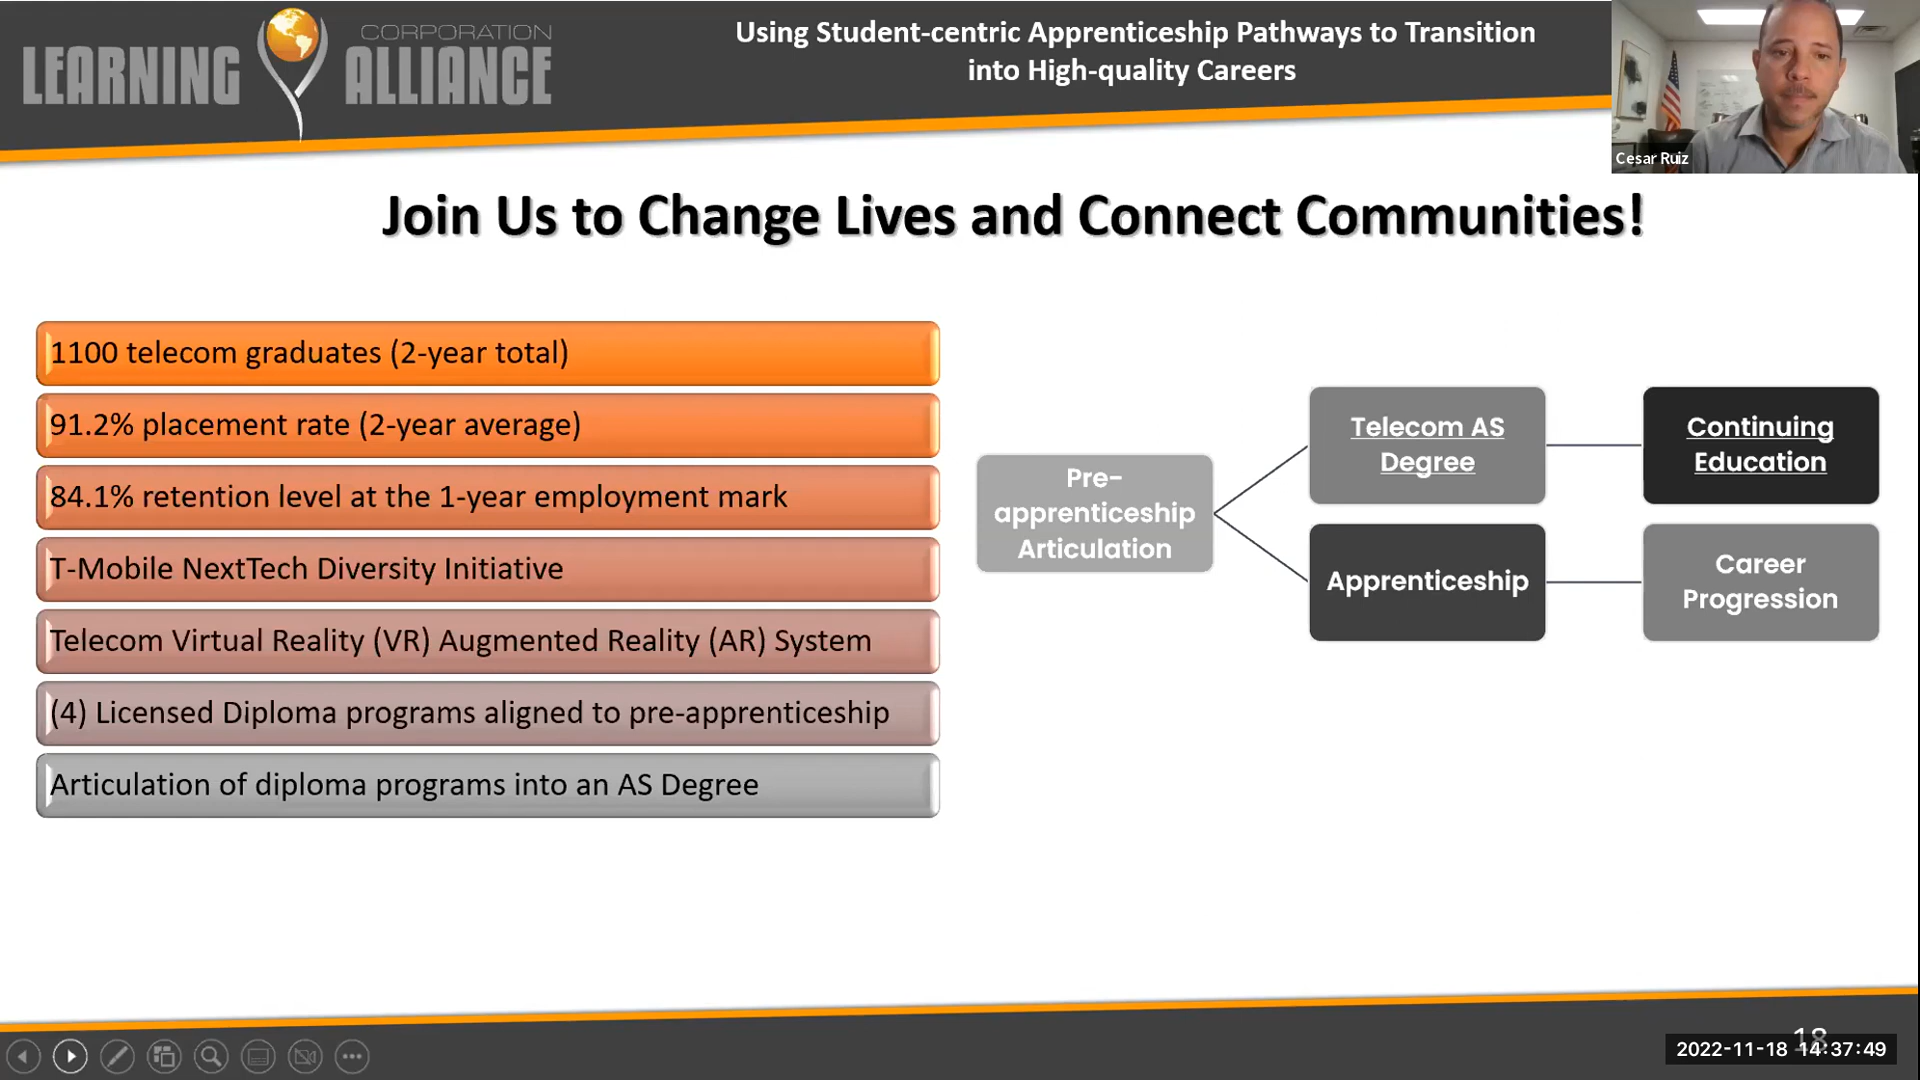 LEARNING CORPORATION ALLIANCE
Using Student-centric Apprenticeship Pathways to Transition
into High-quality Careers
Cesar Ruiz
Join Us to Change Lives and Connect Communities!
1100 telecom graduates (2-year total)
91.2% placement rate (2-year average)
84.1% retention level at the 1-year employment mark
T-Mobile NextTech Diversity Initiative
Telecom Virtual Reality (VR) Augmented Reality (AR) System
(4) Licensed Diploma programs aligned to pre-apprenticeship
Articulation of diploma programs into an AS Degree
Pre-
apprenticeship
Articulation
Telecom AS
Degree
Continuing
Education
Apprenticeship
Career
Progression
18
2022-11-18 14:37:49